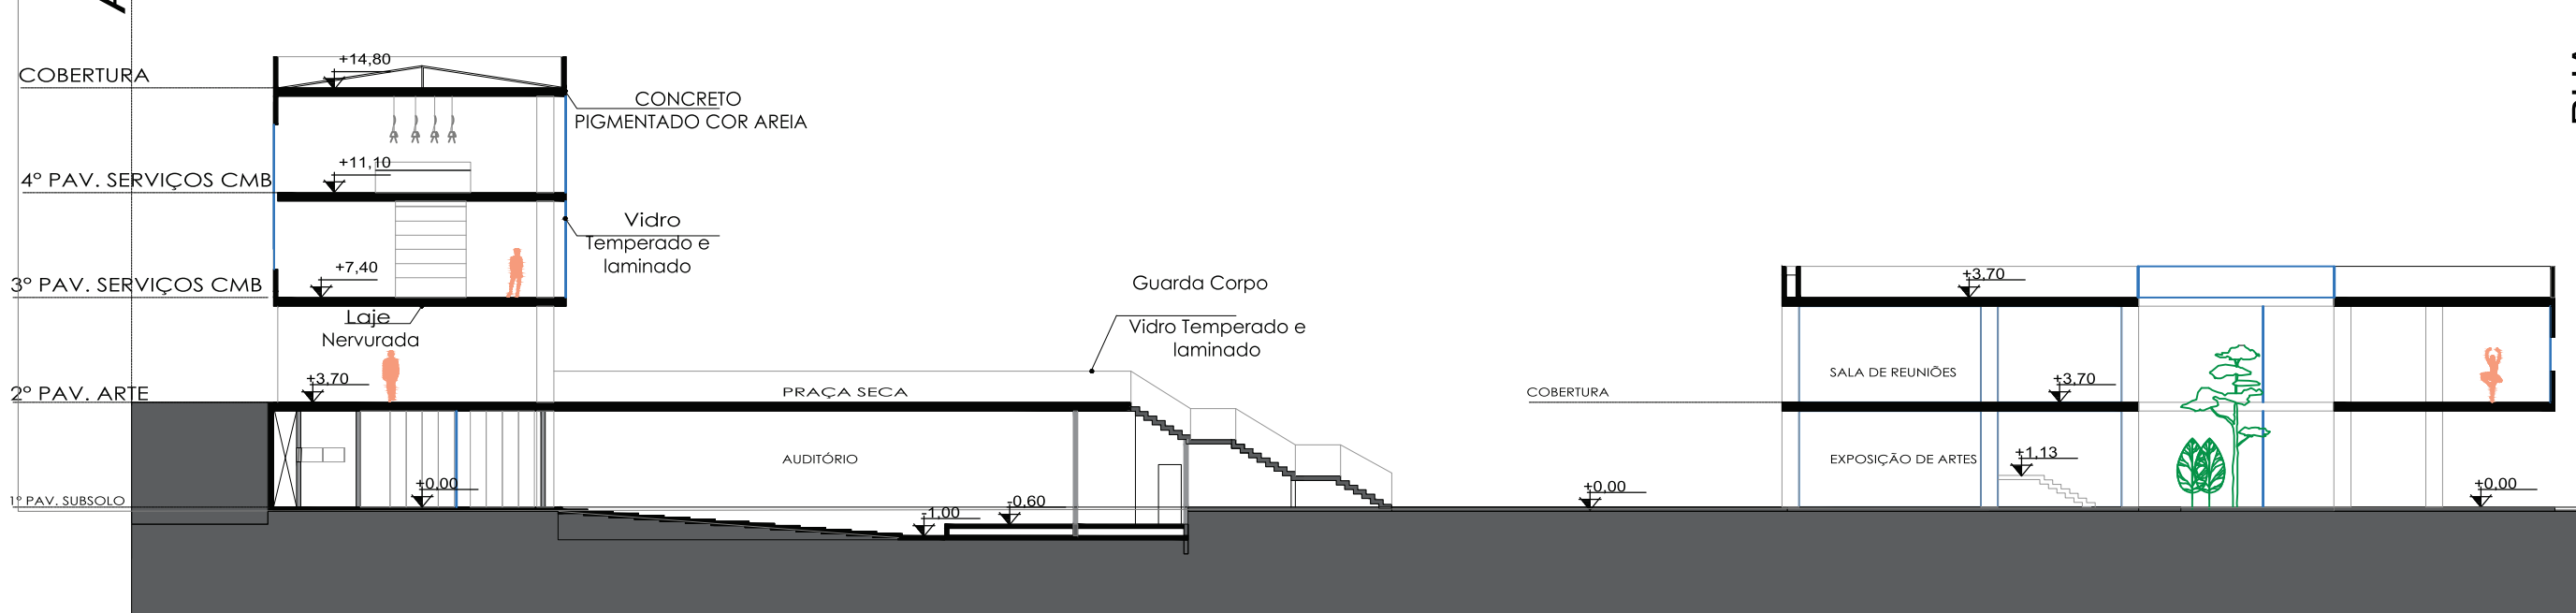 +14,80
COBERTURA
CONCRETO
PIGMENTADO COR AREIA
+11,10
4º PAV. SERVIÇOS CMB
Vidro
Temperado e
laminado
+7,40
3º PAV. SERVIÇOS CMB
Laje
Nervurada
Guarda Corpo
Vidro Temperado e
laminado
+3,70
2º PAV. ARTE
PRAÇA SECA
AUDITÓRIO
+0,00
1º PAV. SUBSOLO
-1,00
-0,60
COBERTURA
+0,00
+3,70
SALA DE REUNIÕES
+3,70
EXPOSIÇÃO DE ARTES
+1,13
+0,00